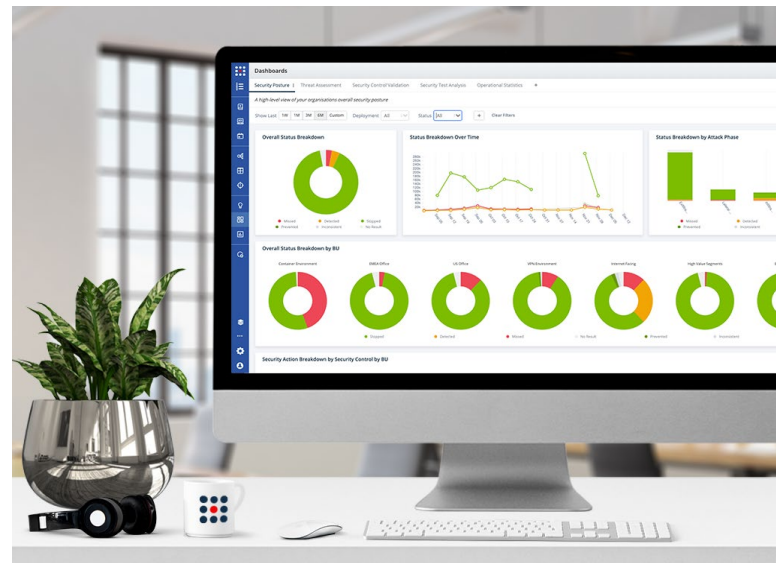 Dashboards
Security Posture Threat Assessment Security Control Validation Security Test Analysis Operational Statistics +
A high-level view of your organisations overall security posture
Show Last 1W 1M 3M 6M Custom Deployment All Status All + Clear Filters
Overall Status Breakdown
Status Breakdown Over Time
Status Breakdown by Attack Phase
Missed Detected Stopped
Prevented Inconsistent No Result
Missed Detected
Prevented Inconsistent
Overall Status Breakdown by BU
Container Environment EMEA Office US Office VPN Environment Internet Facing High Value Segments
Stopped Detected Missed No Result Prevented Inconsistent
Security Action Breakdown by Security Control by BU